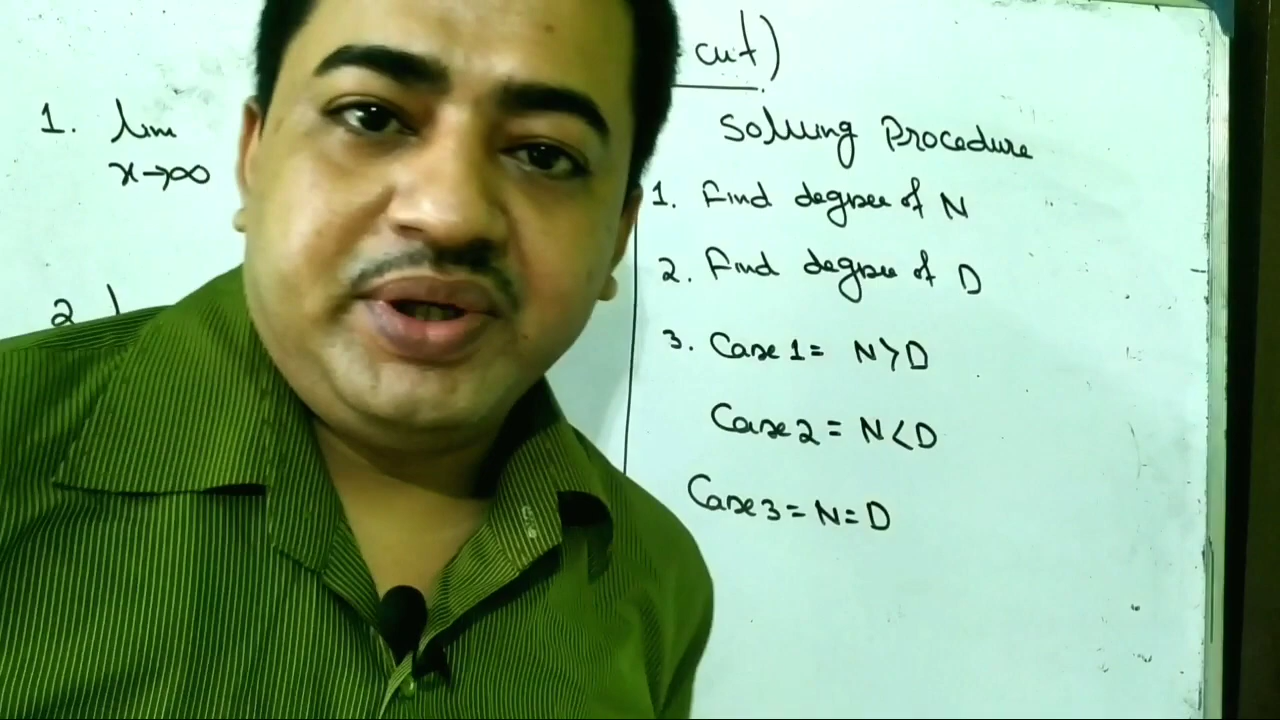 cut)
1. lim
x→∞
2
Solving Procedure
1. Find degree of N
2. Find degree of D
3. Case 1 = N>D
Case 2 = N<D
Case 3 = N=D